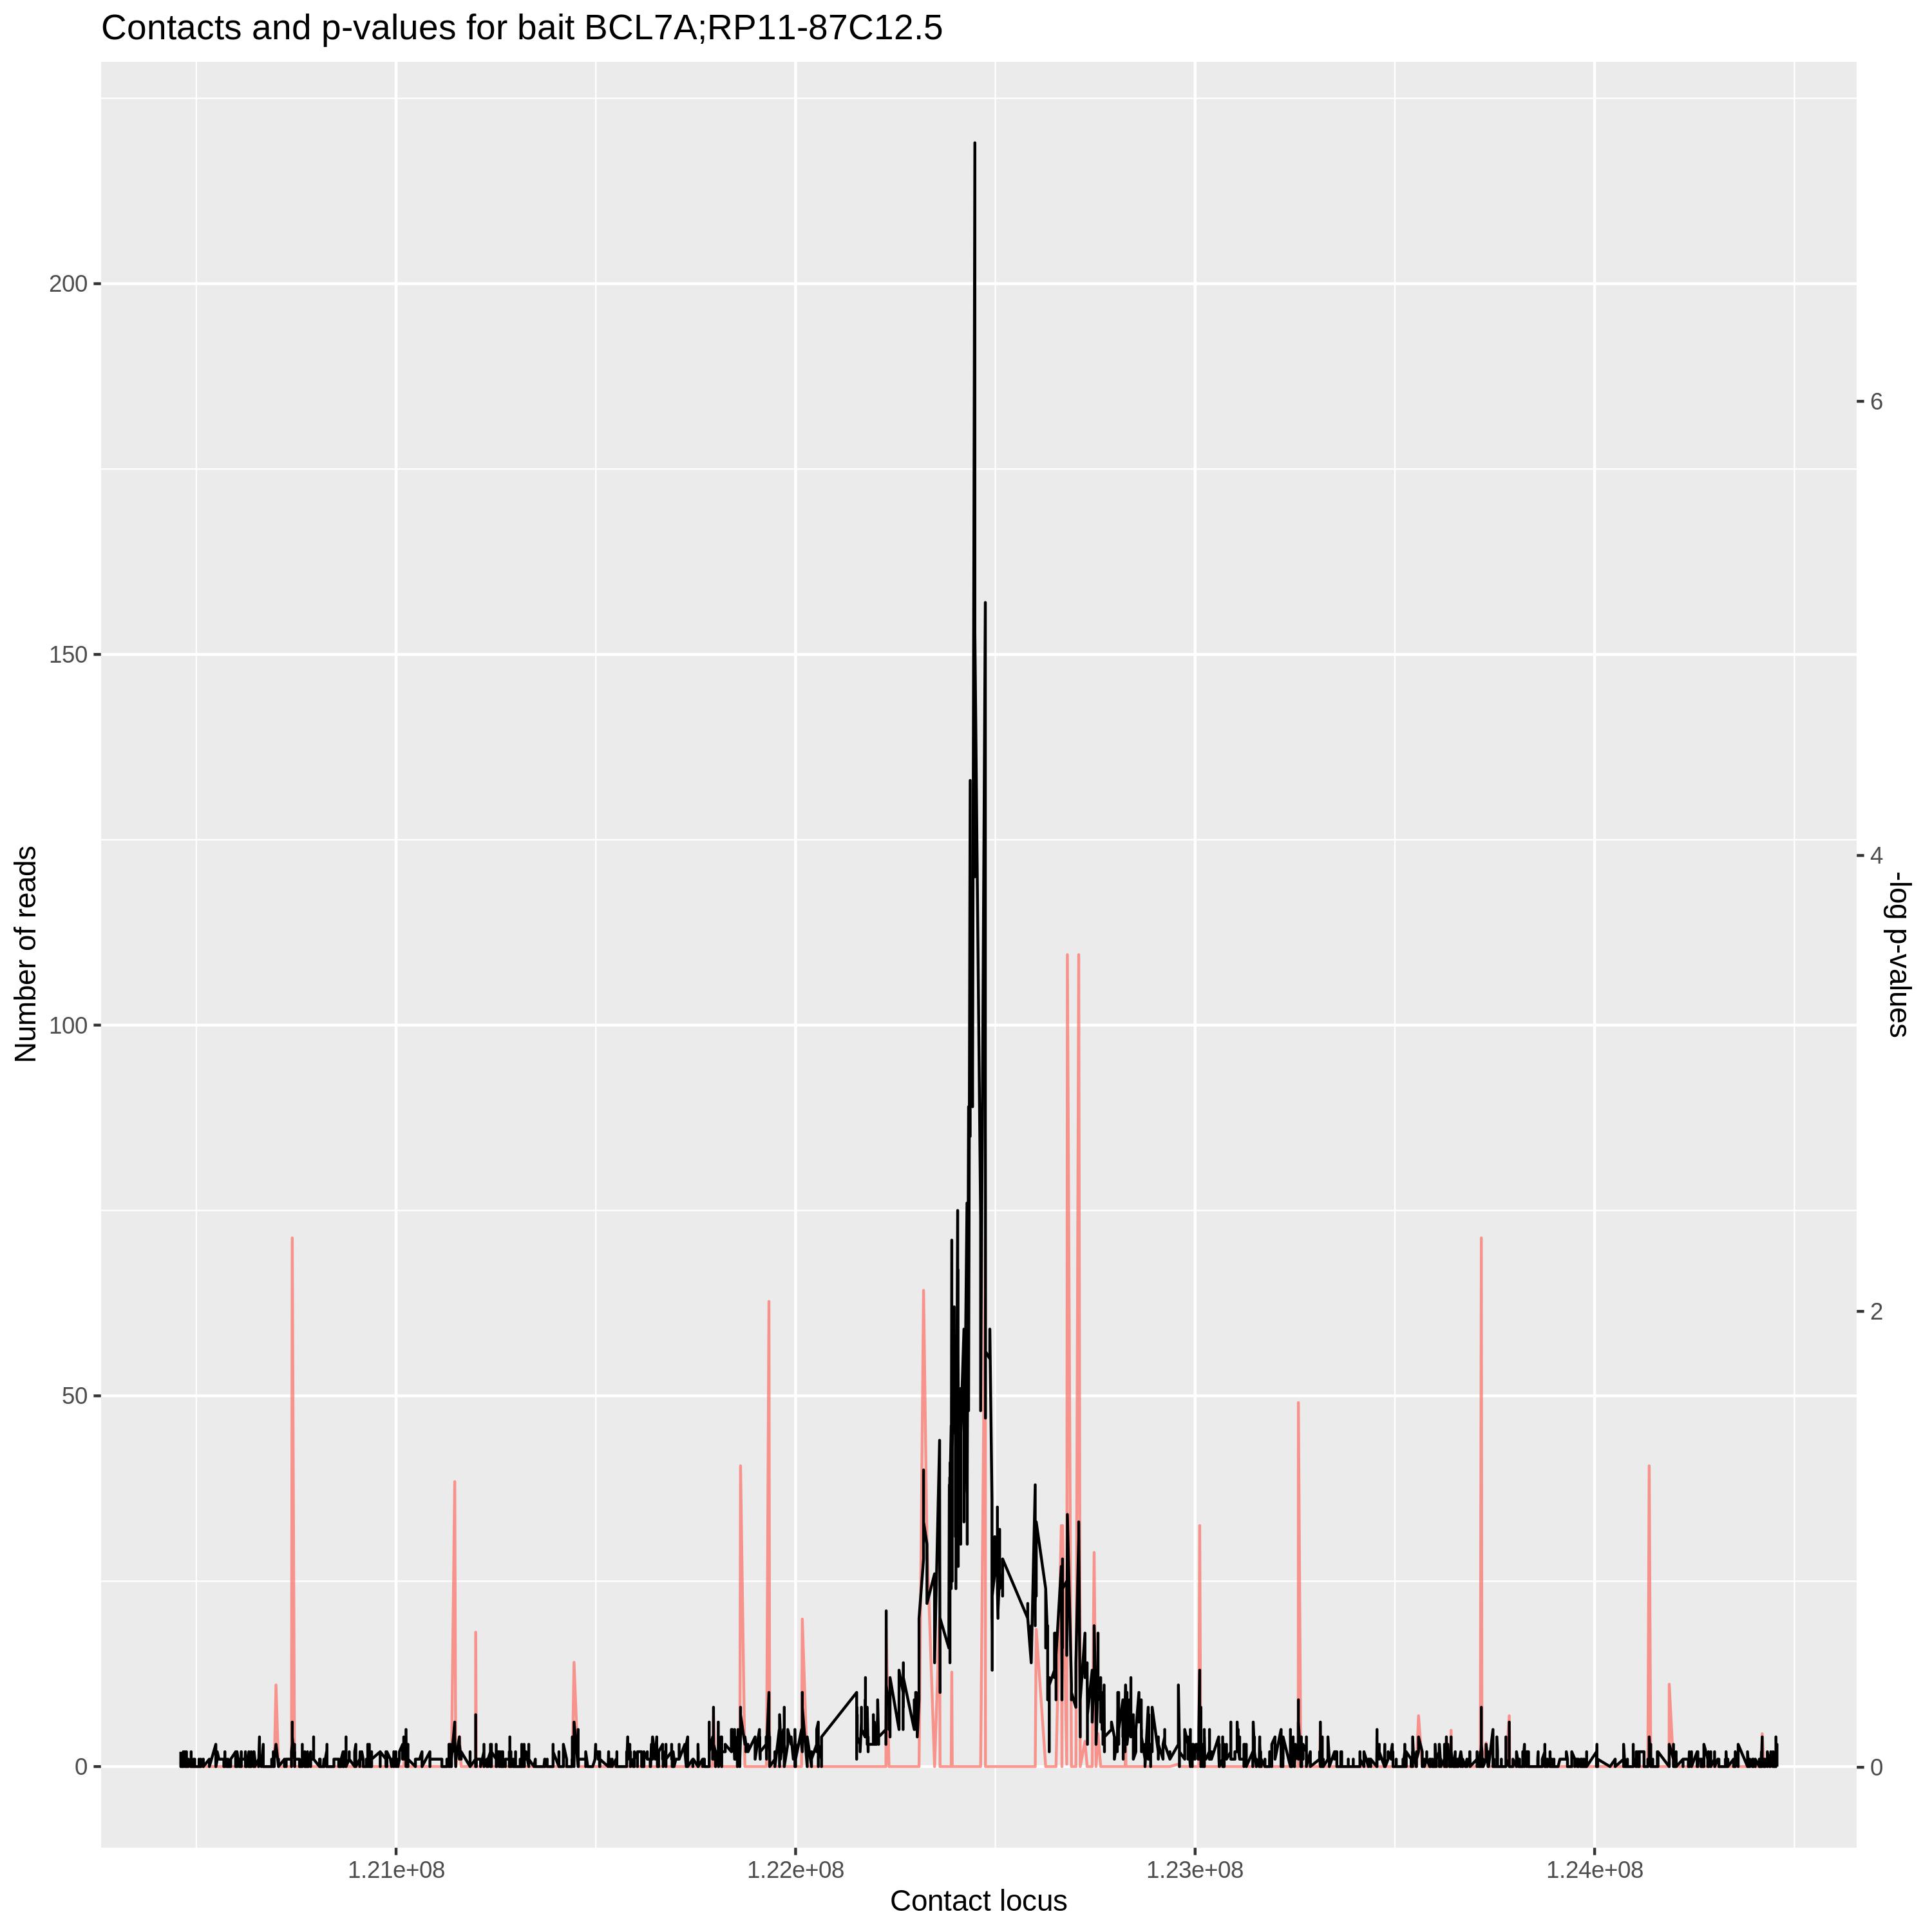 Contacts and p-values for bait BCL7A;RP11-87C12.5
200
150
100
50
0
Number of reads
6
4
2
0
-log p-values
1.21e+08
1.22e+08
1.23e+08
1.24e+08
Contact locus